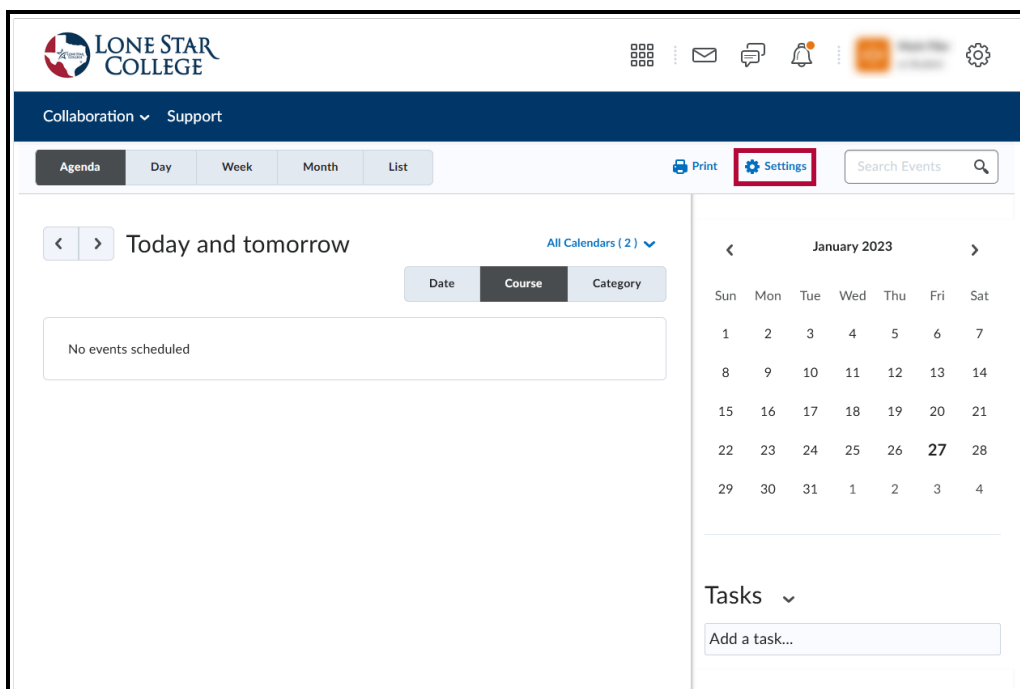 LONE STAR
COLLEGE
Collaboration Support
Agenda Day Week Month List Print Settings Search Events
Today and tomorrow All Calendars ( 2 )
Date Course Category
No events scheduled
January 2023
Sun Mon Tue Wed Thu Fri Sat
1 2 3 4 5 6 7
8 9 10 11 12 13 14
15 16 17 18 19 20 21
22 23 24 25 26 27 28
29 30 31 1 2 3 4
Tasks
Add a task...